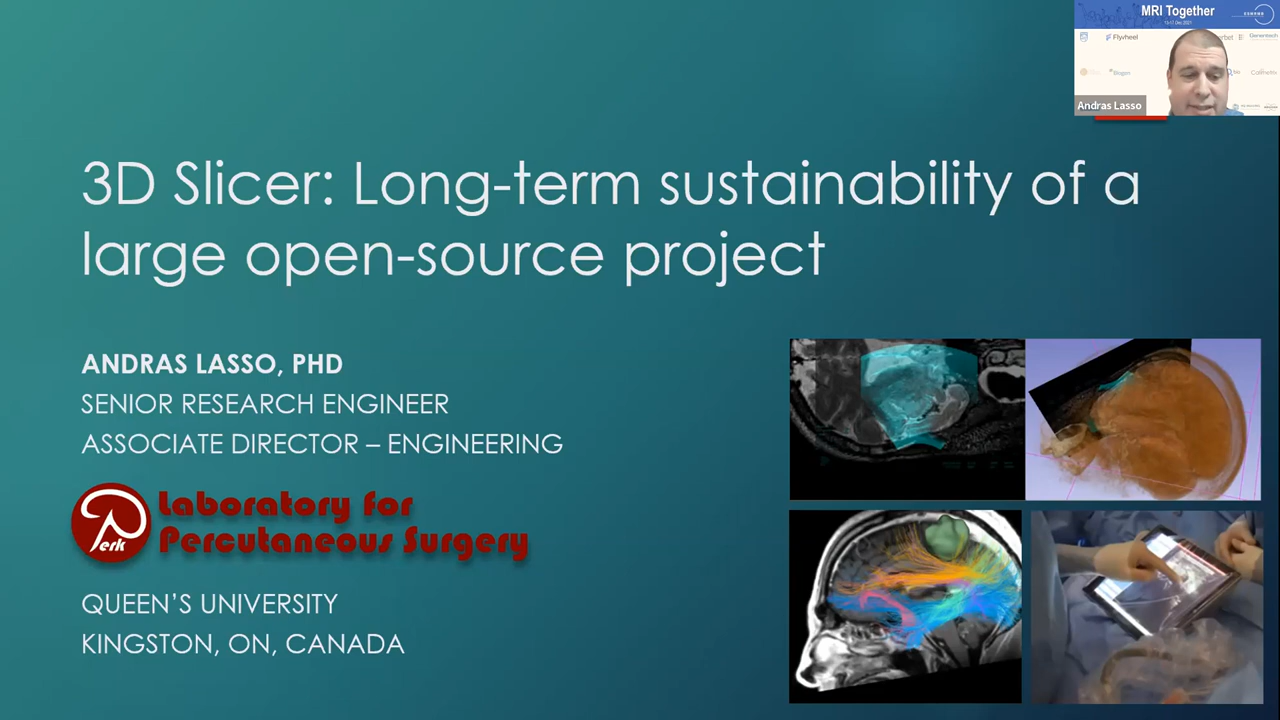 MRI Together
Flywheel
Andras Lasso
3D Slicer: Long-term sustainability of a
large open-source project
ANDRAS LASSO, PHD
SENIOR RESEARCH ENGINEER
ASSOCIATE DIRECTOR – ENGINEERING
Perk
Laboratory for
Percutaneous Surgery
QUEEN'S UNIVERSITY
KINGSTON, ON, CANADA